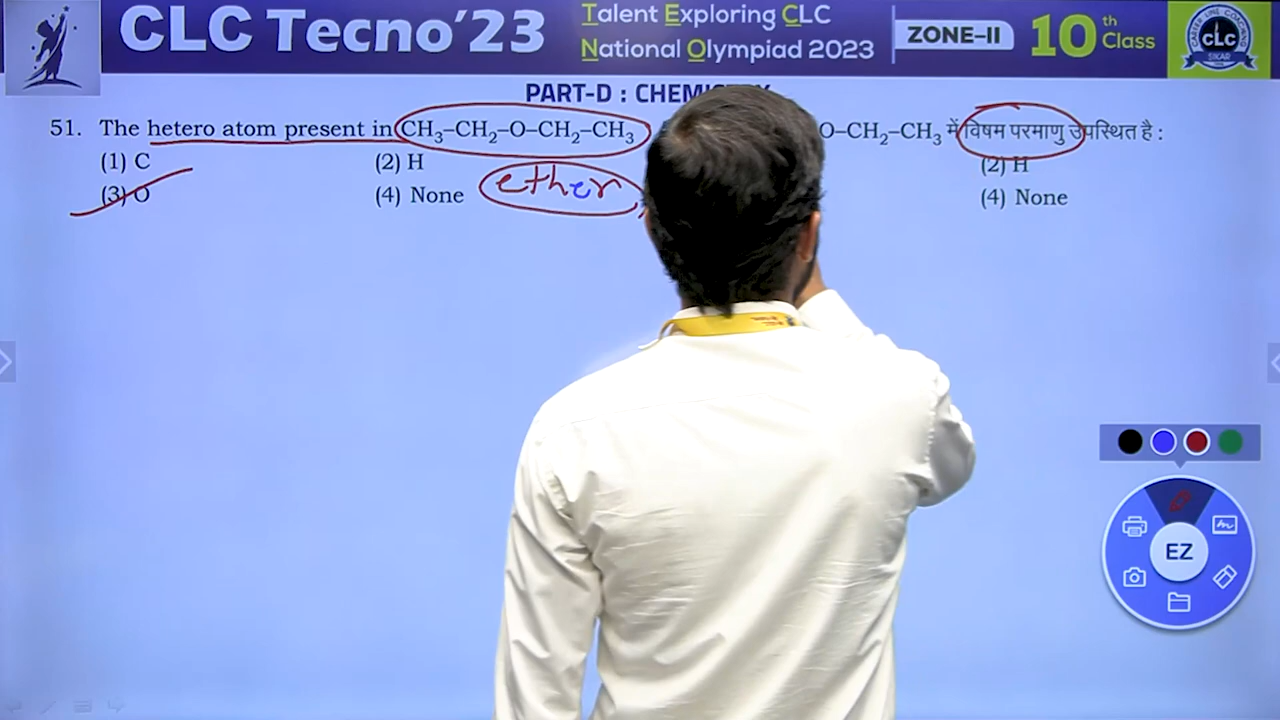 CLC Tecno'23
Talent Exploring CLC
National Olympiad 2023
ZONE–II
10th Class
CLC
SIKAR
PART-D : CHEM
51. The hetero atom present in CH₃–CH₂–O–CH₂–CH₃
(1) C (2) H
(3) O (4) None
ether
O–CH₂–CH₃ में विषम परमाणु उपस्थित है :
(2) H
(4) None
EZ